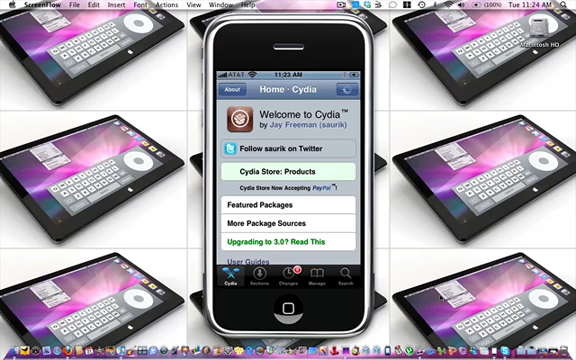 ScreenFlow File Edit Insert Font Actions Arrange View Window Help
(100%) Tue 11:24 AM
Macintosh HD
AT&T 11:23 AM
About
Home · Cydia
Welcome to Cydia™
by Jay Freeman (saurik)
Follow saurik on Twitter
Cydia Store: Products
Cydia Store Now Accepting PayPal™!
Featured Packages
More Package Sources
Upgrading to 3.0? Read This
User Guides
Cydia Sections Changes Manage Search